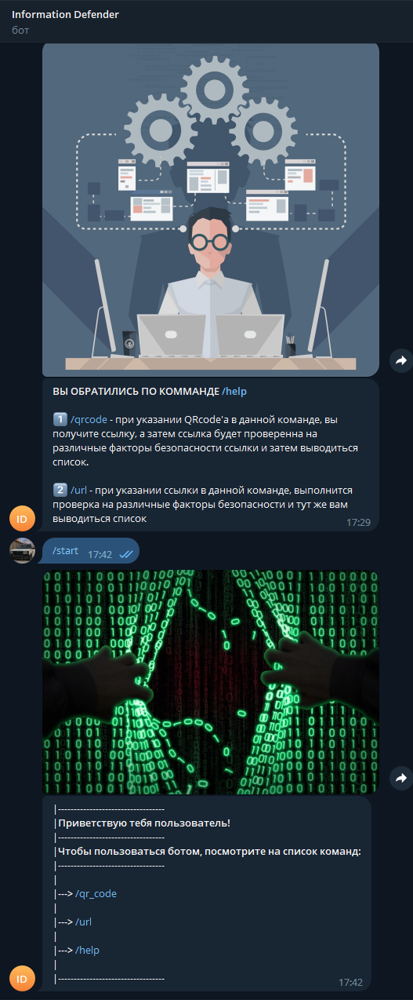 Information Defender
бот
ВЫ ОБРАТИЛИСЬ ПО КОММАНДЕ /help
1 /qrcode - при указании QRcode'a в данной команде, вы
получите ссылку, а затем ссылка будет проверенна на
различные факторы безопасности ссылки и затем выводиться
список.
2 /url - при указании ссылки в данной команде, выполнится
проверка на различные факторы безопасности и тут же вам
выводиться список
17:29
ID
/start 17:42
|----------------------------------
|Приветствую тебя пользователь!
|----------------------------------
|Чтобы пользоваться ботом, посмотрите на список команд:
|----------------------------------
|
|---> /qr_code
|
|---> /url
|
|---> /help
|
|----------------------------------
17:42
ID